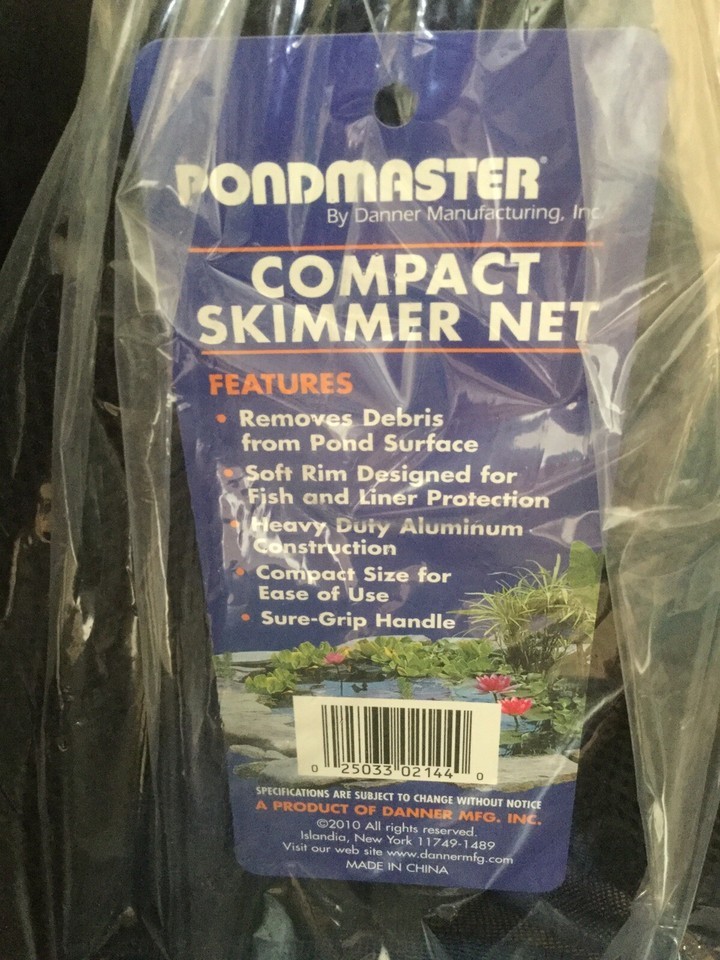 PONDMASTER®
By Danner Manufacturing, Inc.
COMPACT
SKIMMER NET
FEATURES
• Removes Debris
from Pond Surface
• Soft Rim Designed for
Fish and Liner Protection
• Heavy Duty Aluminum
Construction
• Compact Size for
Ease of Use
• Sure-Grip Handle
0 25033 02144 0
SPECIFICATIONS ARE SUBJECT TO CHANGE WITHOUT NOTICE
A PRODUCT OF DANNER MFG. INC.
©2010 All rights reserved.
Islandia, New York 11749-1489
Visit our web site www.dannermfg.com
MADE IN CHINA